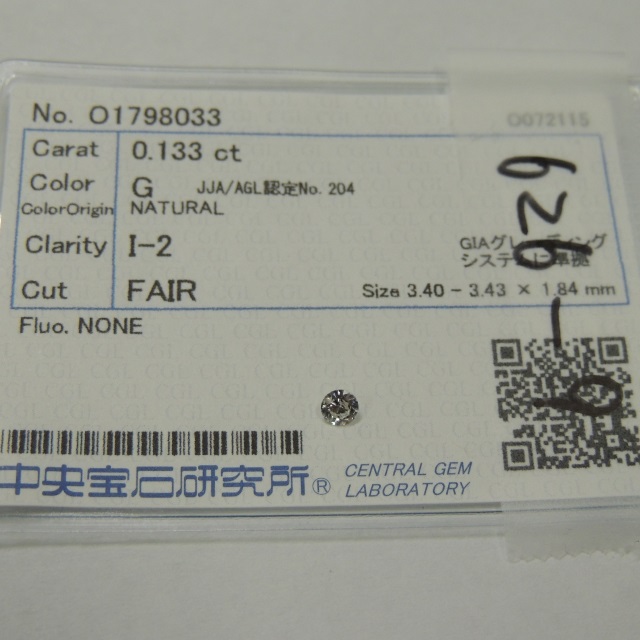 No. O1798033
O072115
Carat 0.133 ct
Color G JJA/AGL認定No. 204
ColorOrigin NATURAL
Clarity I-2
GIAグレーディング
システムに準拠
Cut FAIR Size 3.40 - 3.43 × 1.84 mm
Fluo. NONE
中央宝石研究所® CENTRAL GEM
LABORATORY